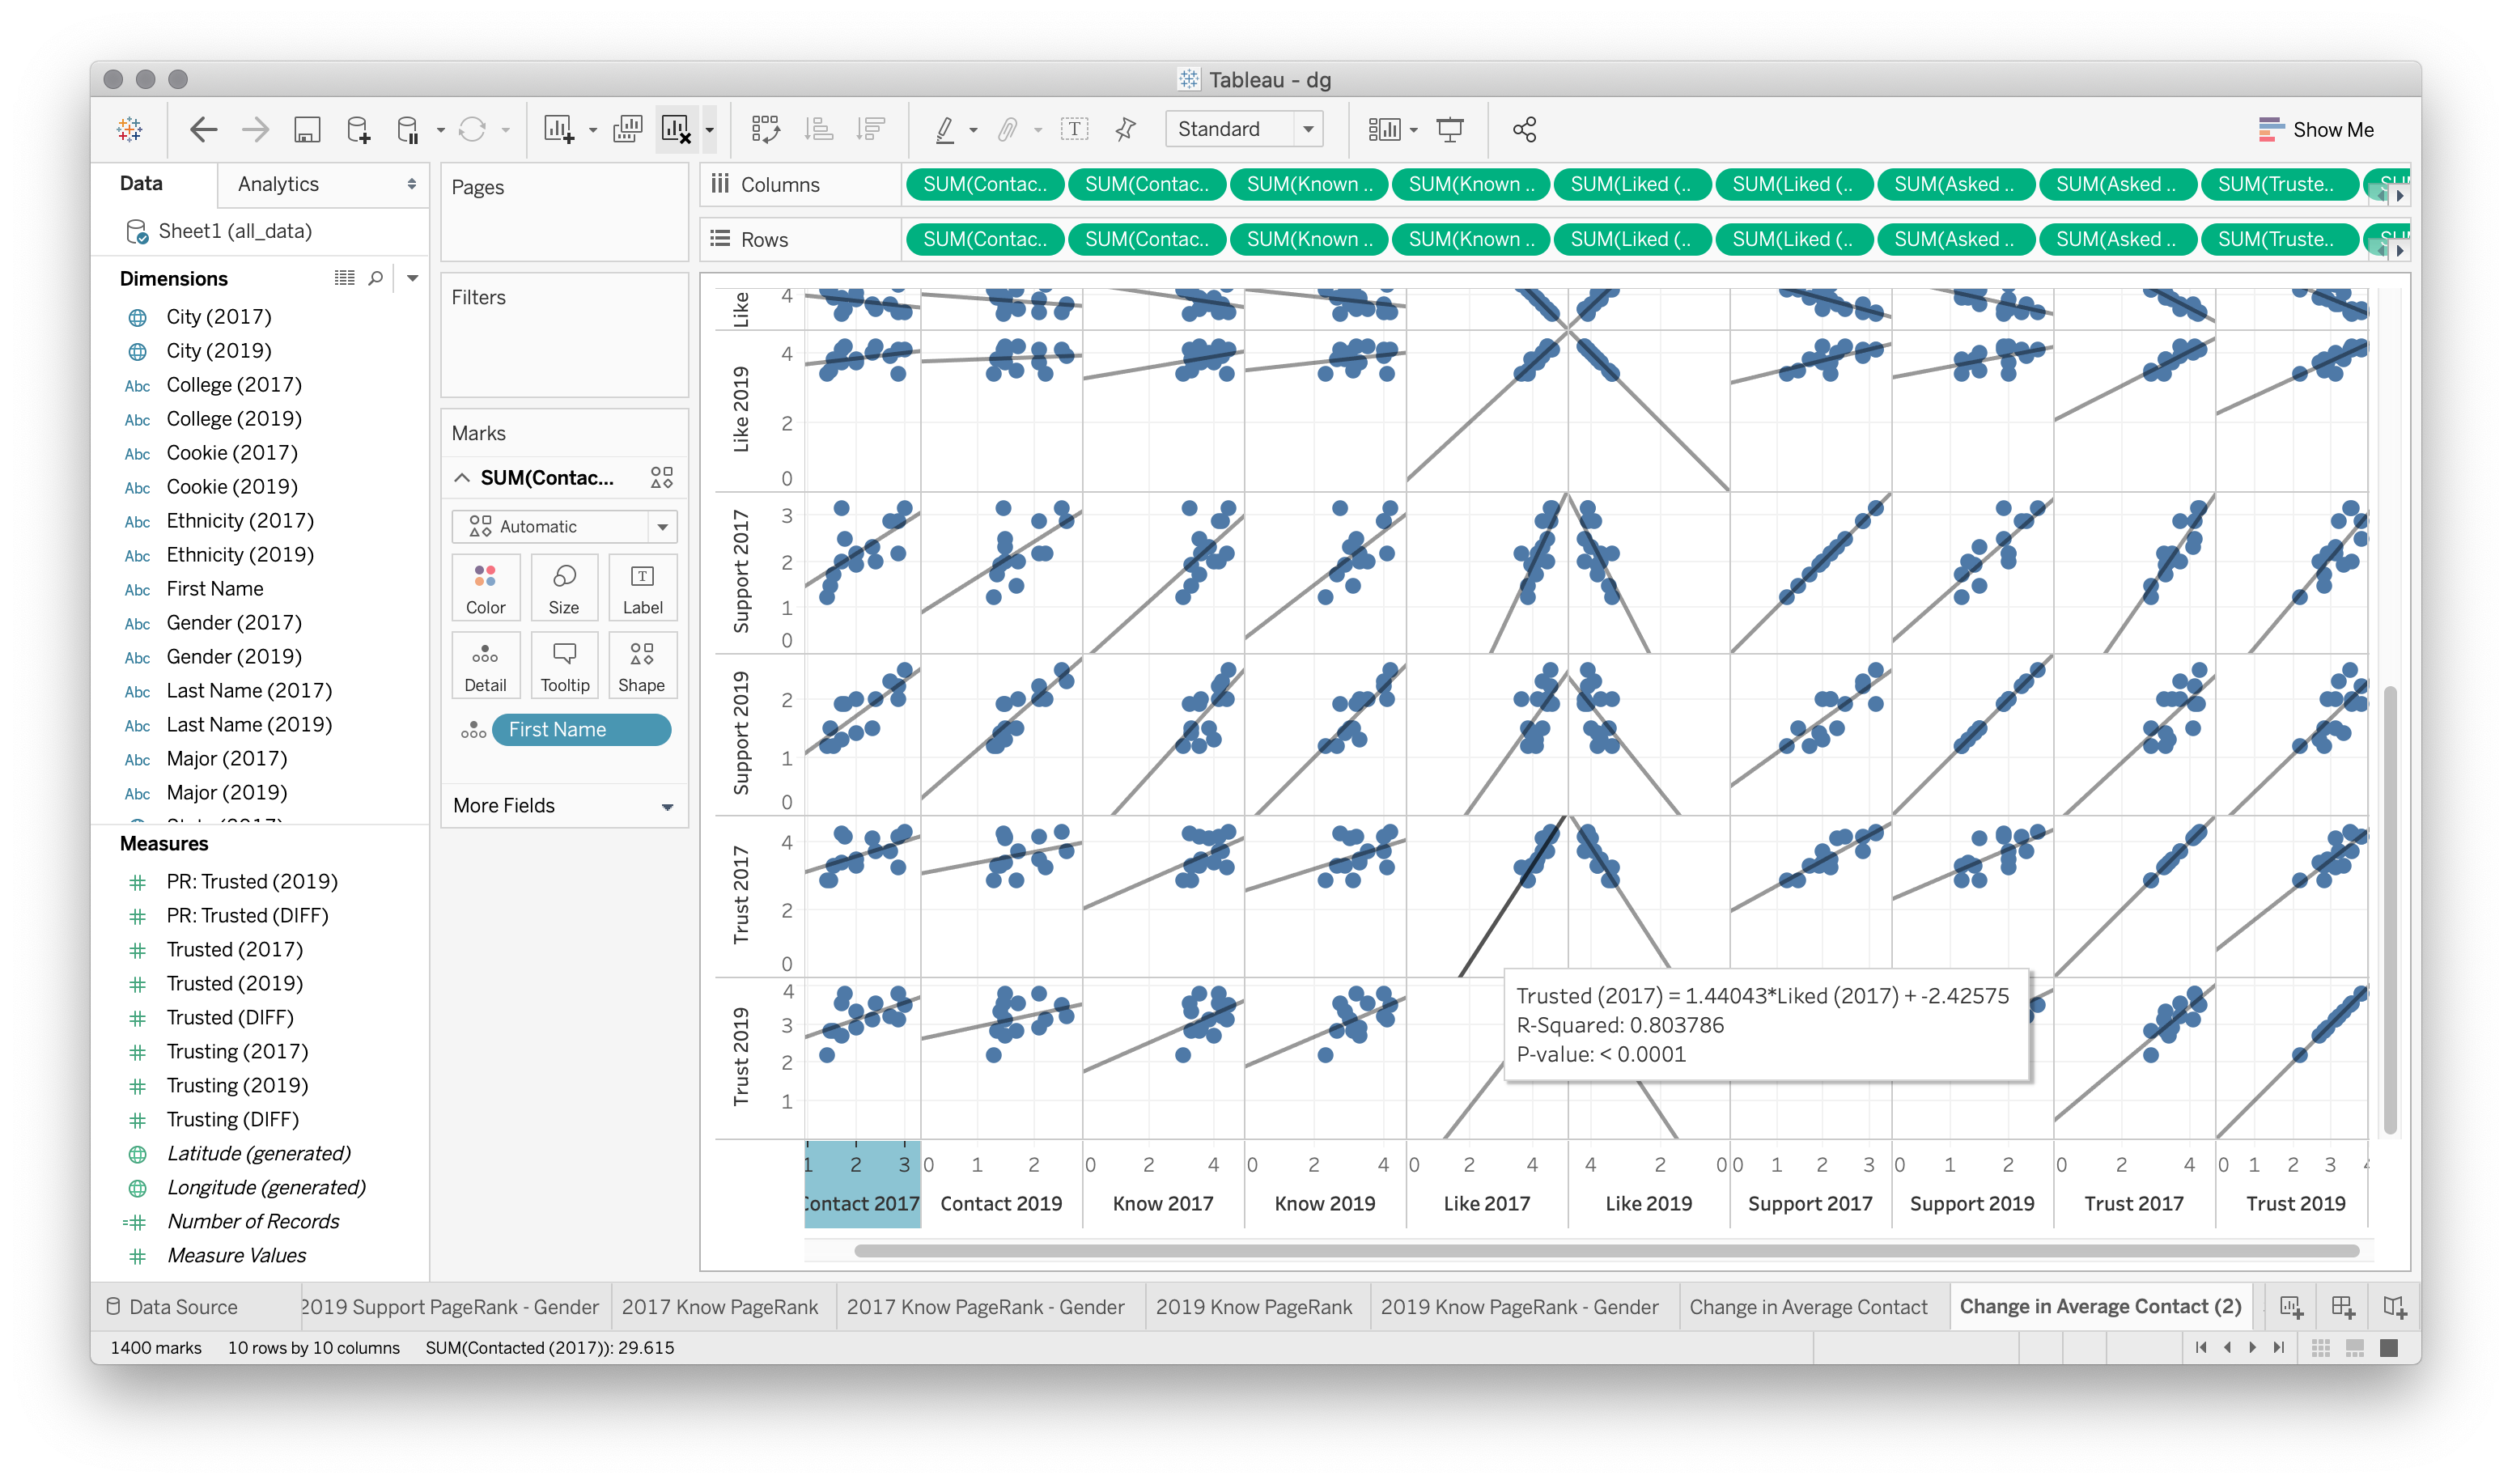 Tableau - dg
Standard
Show Me
Data
Analytics
Sheet1 (all_data)
Dimensions
City (2017)
City (2019)
Abc College (2017)
Abc College (2019)
Abc Cookie (2017)
Abc Cookie (2019)
Abc Ethnicity (2017)
Abc Ethnicity (2019)
Abc First Name
Abc Gender (2017)
Abc Gender (2019)
Abc Last Name (2017)
Abc Last Name (2019)
Abc Major (2017)
Abc Major (2019)
Measures
PR: Trusted (2019)
PR: Trusted (DIFF)
Trusted (2017)
Trusted (2019)
Trusted (DIFF)
Trusting (2017)
Trusting (2019)
Trusting (DIFF)
Latitude (generated)
Longitude (generated)
Number of Records
Measure Values
Pages
Filters
Marks
SUM(Contac...
Automatic
Color Size Label
Detail Tooltip Shape
First Name
More Fields
Columns SUM(Contac.. SUM(Contac.. SUM(Known .. SUM(Known .. SUM(Liked (.. SUM(Liked (.. SUM(Asked .. SUM(Asked .. SUM(Truste..
Rows SUM(Contac.. SUM(Contac.. SUM(Known .. SUM(Known .. SUM(Liked (.. SUM(Liked (.. SUM(Asked .. SUM(Asked .. SUM(Truste..
Like
4
Like 2019
4
2
0
Support 2017
3
2
1
0
Support 2019
2
1
0
Trust 2017
4
2
0
Trust 2019
4
3
2
1
Trusted (2017) = 1.44043*Liked (2017) + -2.42575
R-Squared: 0.803786
P-value: < 0.0001
1 2 3 0 1 2 0 2 4 0 2 4 0 2 4 4 2 0 0 1 2 3 0 1 2 0 2 4 0 1 2 3
Contact 2017 Contact 2019 Know 2017 Know 2019 Like 2017 Like 2019 Support 2017 Support 2019 Trust 2017 Trust 2019
Data Source 2019 Support PageRank - Gender 2017 Know PageRank 2017 Know PageRank - Gender 2019 Know PageRank 2019 Know PageRank - Gender Change in Average Contact Change in Average Contact (2)
1400 marks 10 rows by 10 columns SUM(Contacted (2017)): 29.615